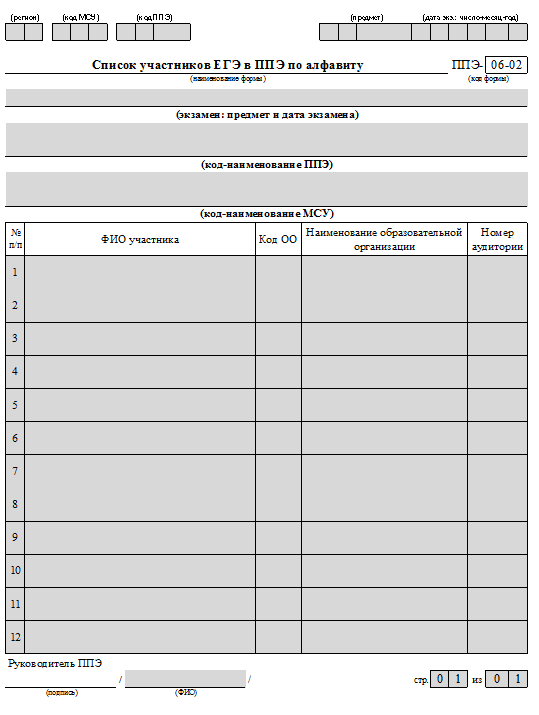 (регион) (код МСУ) (код ППЭ) (предмет) (дата экз.: число-месяц-год)
Список участников ЕГЭ в ППЭ по алфавиту ППЭ- 06-02
(наименование формы) (код формы)
(экзамен: предмет и дата экзамена)
(код-наименование ППЭ)
(код-наименование МСУ)
№ п/п ФИО участника Код ОО Наименование образовательной организации Номер аудитории
1
2
3
4
5
6
7
8
9
10
11
12
Руководитель ППЭ
/ / стр. 0 1 из 0 1
(подпись) (ФИО)